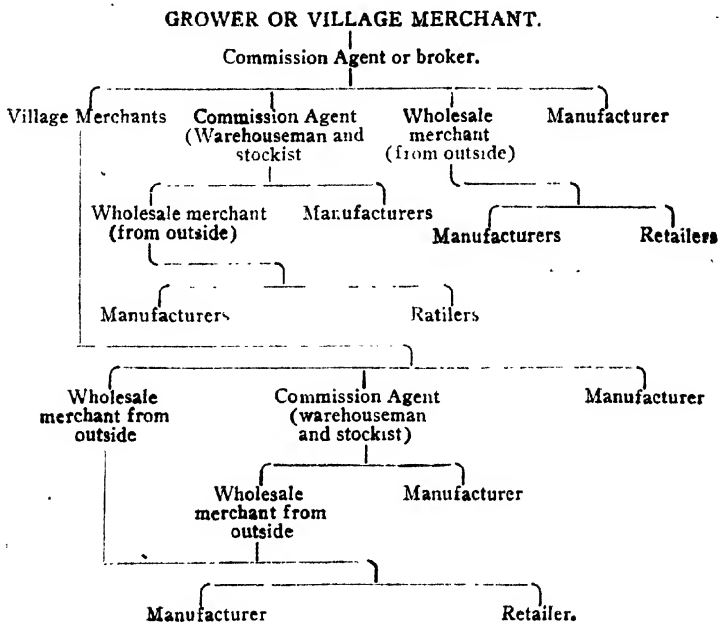 GROWER OR VILLAGE MERCHANT.
Commission Agent or broker.
Village Merchants
Commission Agent
(Warehouseman and
stockist
Wholesale
merchant
(from outside)
Manufacturer
Wholesale merchant
(from outside)
Manufacturers
Manufacturers
Retailers
Manufacturers
Ratilers
Wholesale
merchant from
outside
Commission Agent
(warehouseman
and stockist)
Manufacturer
Wholesale
merchant from
outside
Manufacturer
Manufacturer
Retailer.